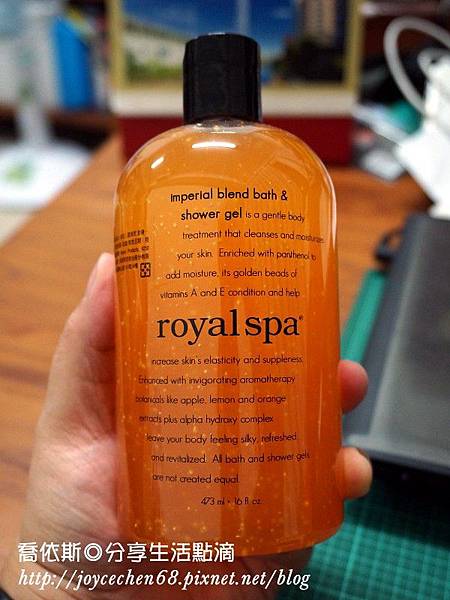 imperial blend bath &
shower gel is a gentle body
treatment that cleanses and moisturizes
your skin. Enriched with panthenol to
add moisture, its golden beads of
vitamins A and E condition and help
royalspa®
increase skin's elasticity and suppleness.
Enhanced with invigorating aromatherapy
botanicals like apple, lemon and orange
extracts plus alpha hydroxy complex
leave your body feeling silky, refreshed
and revitalized. All bath and shower gels
are not created equal.
473 ml • 16 fl oz.
喬依斯◎分享生活點滴
http://joycechen68.pixnet.net/blog